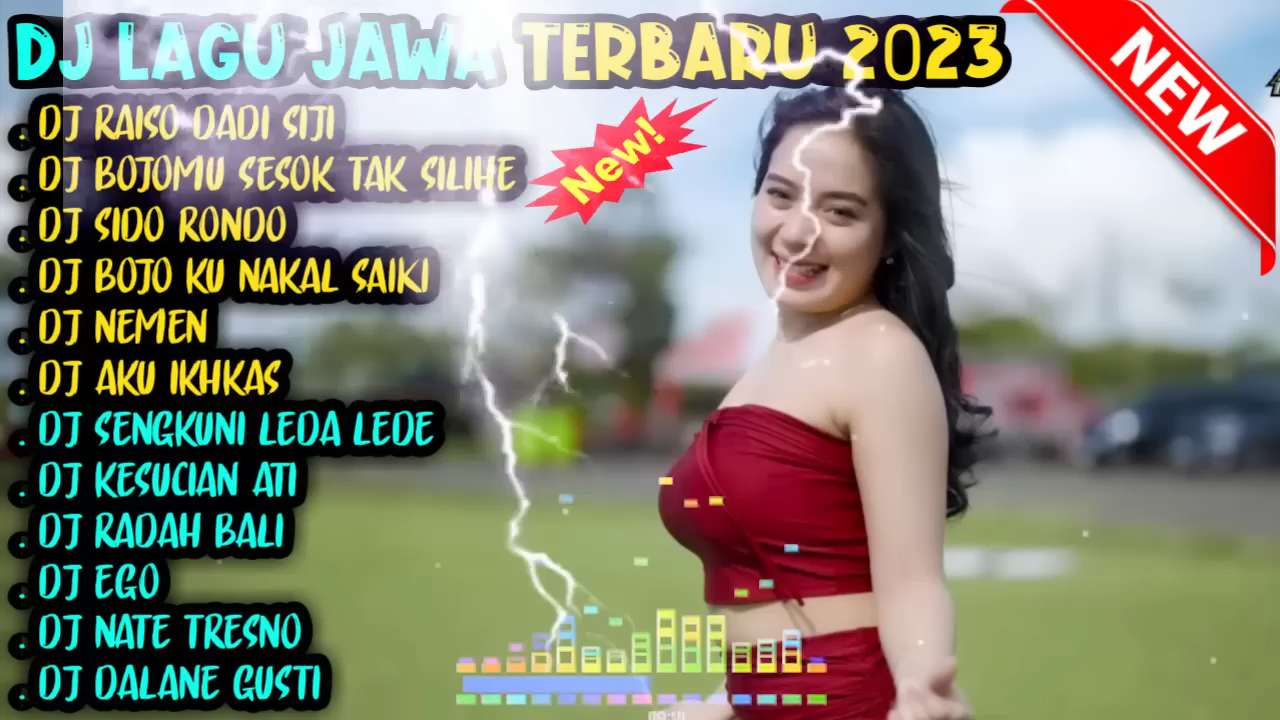 DJ LAGU JAWA TERBARU 2023
NEW
New!
. DJ RAISO DADI SIJI
. DJ BOJOMU SESOK TAK SILIHE
. DJ SIDO RONDO
. DJ BOJO KU NAKAL SAIKI
. DJ NEMEN
. DJ AKU IKHKAS
. DJ SENGKUNI LEDA LEDE
. DJ KESUCIAN ATI
. DJ RADAH BALI
. DJ EGO
. DJ NATE TRESNO
. DJ DALANE GUSTI